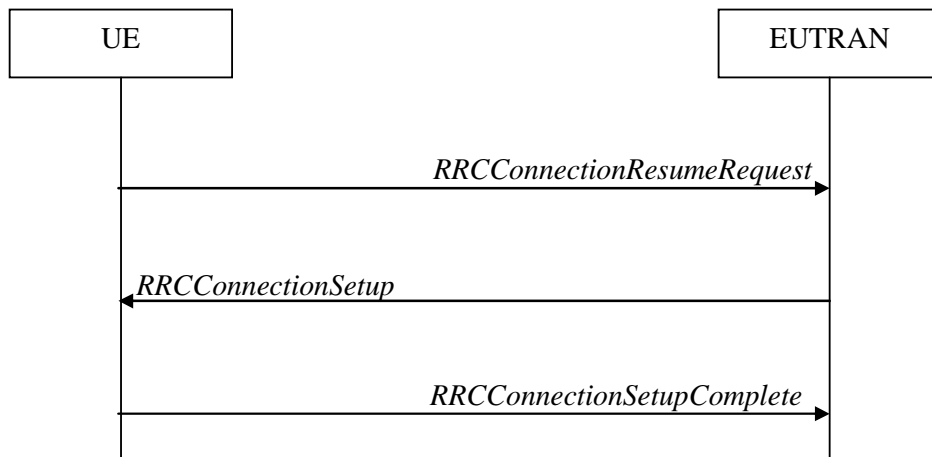 UE
EUTRAN
RRCConnectionResumeRequest
RRCConnectionSetup
RRCConnectionSetupComplete